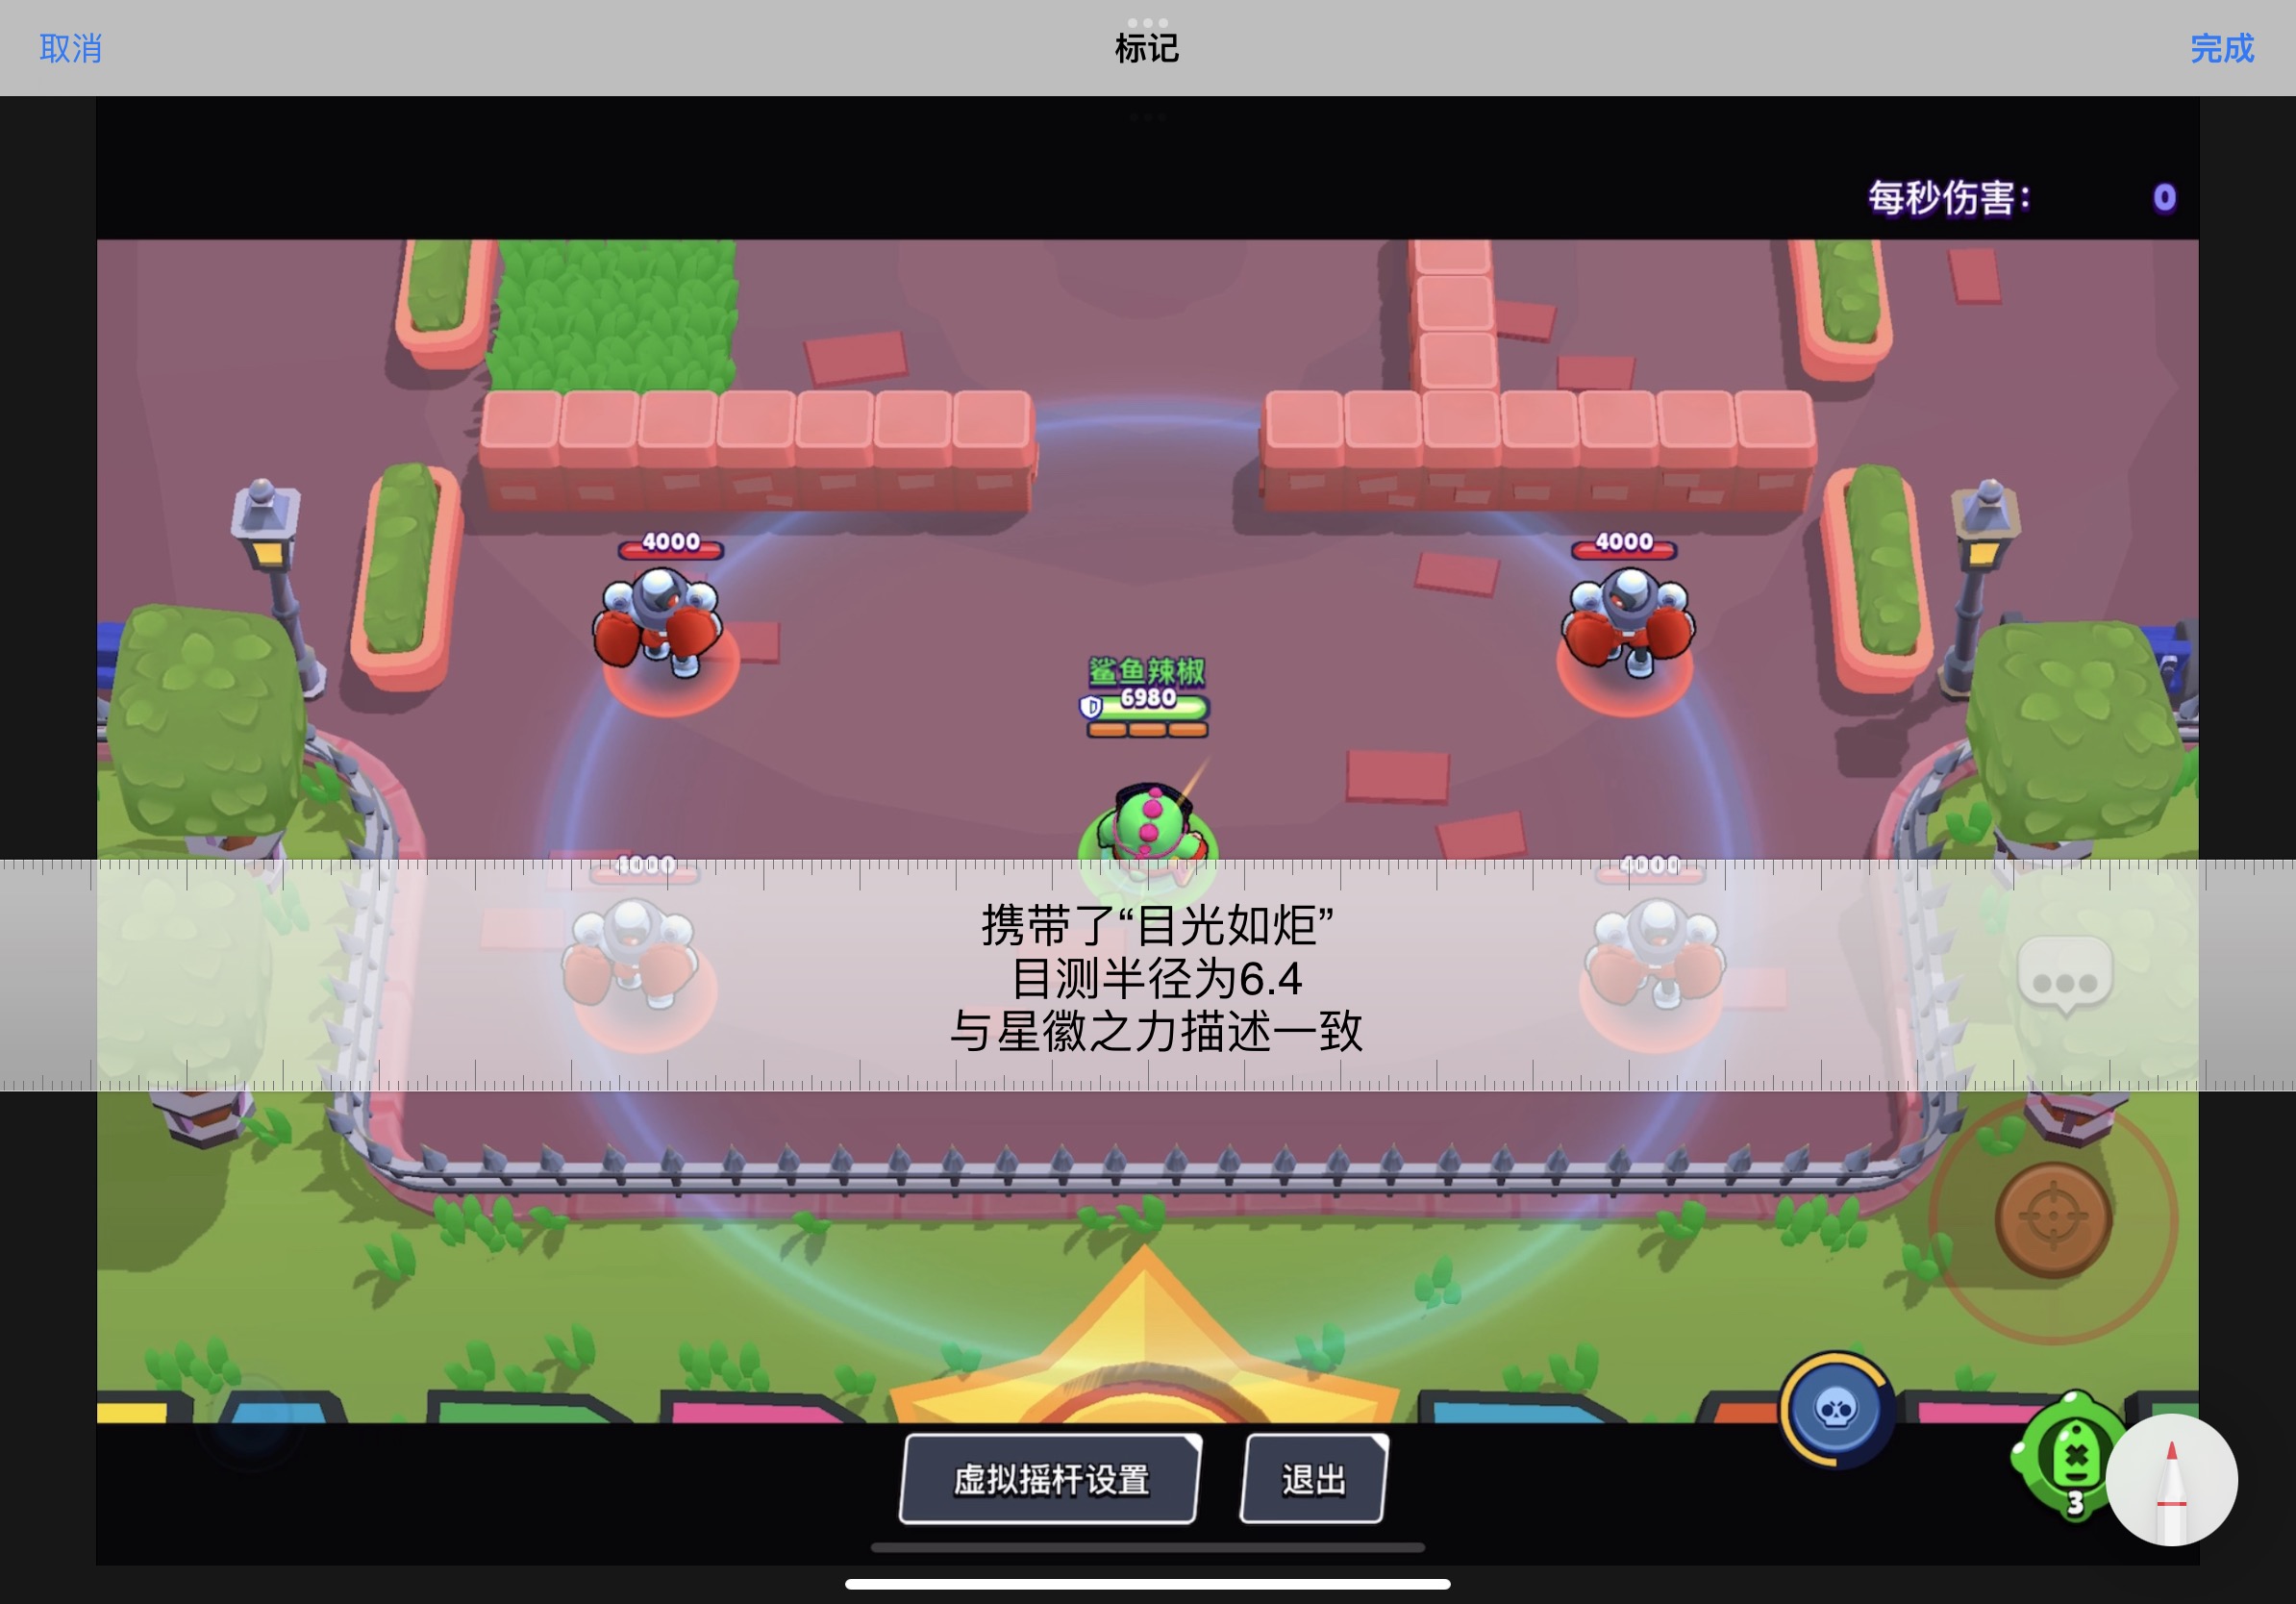 取消
标记
完成
每秒伤害：
0
4000
4000
鲨鱼辣椒
6980
4000
4000
携带了“目光如炬”
目测半径为6.4
与星徽之力描述一致
虚拟摇杆设置
退出
3